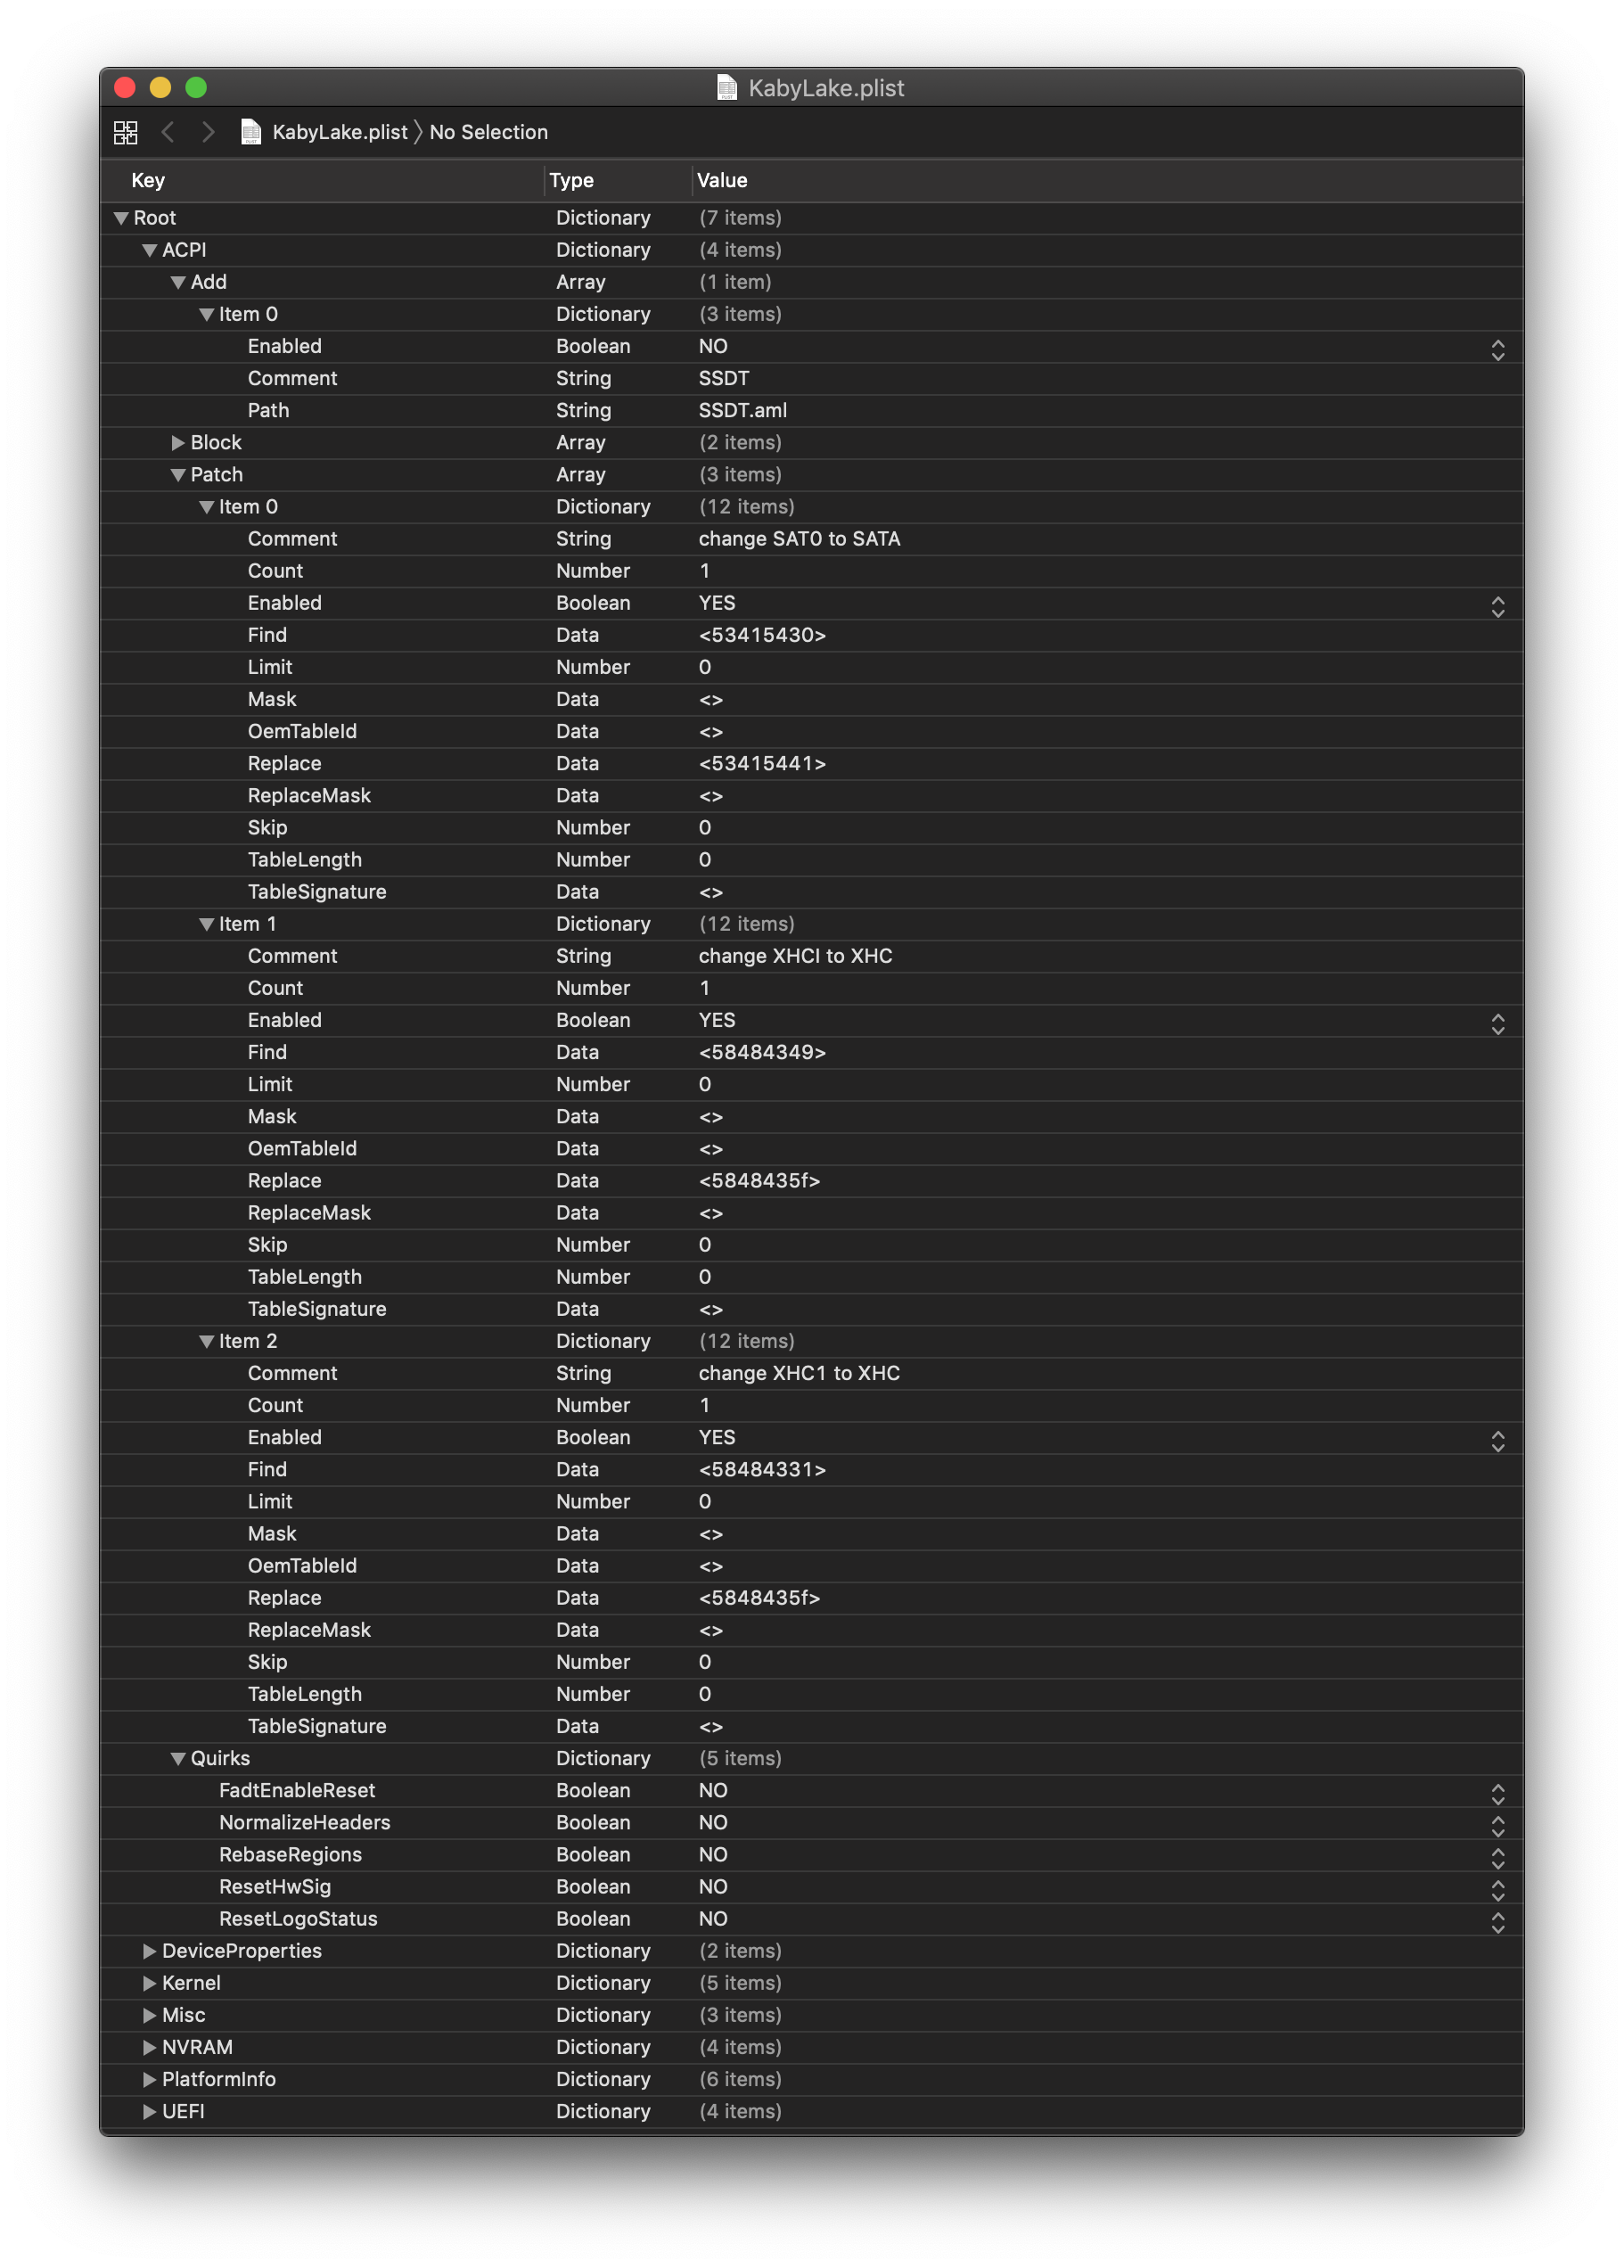 KabyLake.plist
KabyLake.plist 〉 No Selection
Key Type Value
Root Dictionary (7 items)
ACPI Dictionary (4 items)
Add Array (1 item)
Item 0 Dictionary (3 items)
Enabled Boolean NO
Comment String SSDT
Path String SSDT.aml
Block Array (2 items)
Patch Array (3 items)
Item 0 Dictionary (12 items)
Comment String change SAT0 to SATA
Count Number 1
Enabled Boolean YES
Find Data <53415430>
Limit Number 0
Mask Data <>
OemTableId Data <>
Replace Data <53415441>
ReplaceMask Data <>
Skip Number 0
TableLength Number 0
TableSignature Data <>
Item 1 Dictionary (12 items)
Comment String change XHCI to XHC
Count Number 1
Enabled Boolean YES
Find Data <58484349>
Limit Number 0
Mask Data <>
OemTableId Data <>
Replace Data <5848435f>
ReplaceMask Data <>
Skip Number 0
TableLength Number 0
TableSignature Data <>
Item 2 Dictionary (12 items)
Comment String change XHC1 to XHC
Count Number 1
Enabled Boolean YES
Find Data <58484331>
Limit Number 0
Mask Data <>
OemTableId Data <>
Replace Data <5848435f>
ReplaceMask Data <>
Skip Number 0
TableLength Number 0
TableSignature Data <>
Quirks Dictionary (5 items)
FadtEnableReset Boolean NO
NormalizeHeaders Boolean NO
RebaseRegions Boolean NO
ResetHwSig Boolean NO
ResetLogoStatus Boolean NO
DeviceProperties Dictionary (2 items)
Kernel Dictionary (5 items)
Misc Dictionary (3 items)
NVRAM Dictionary (4 items)
PlatformInfo Dictionary (6 items)
UEFI Dictionary (4 items)